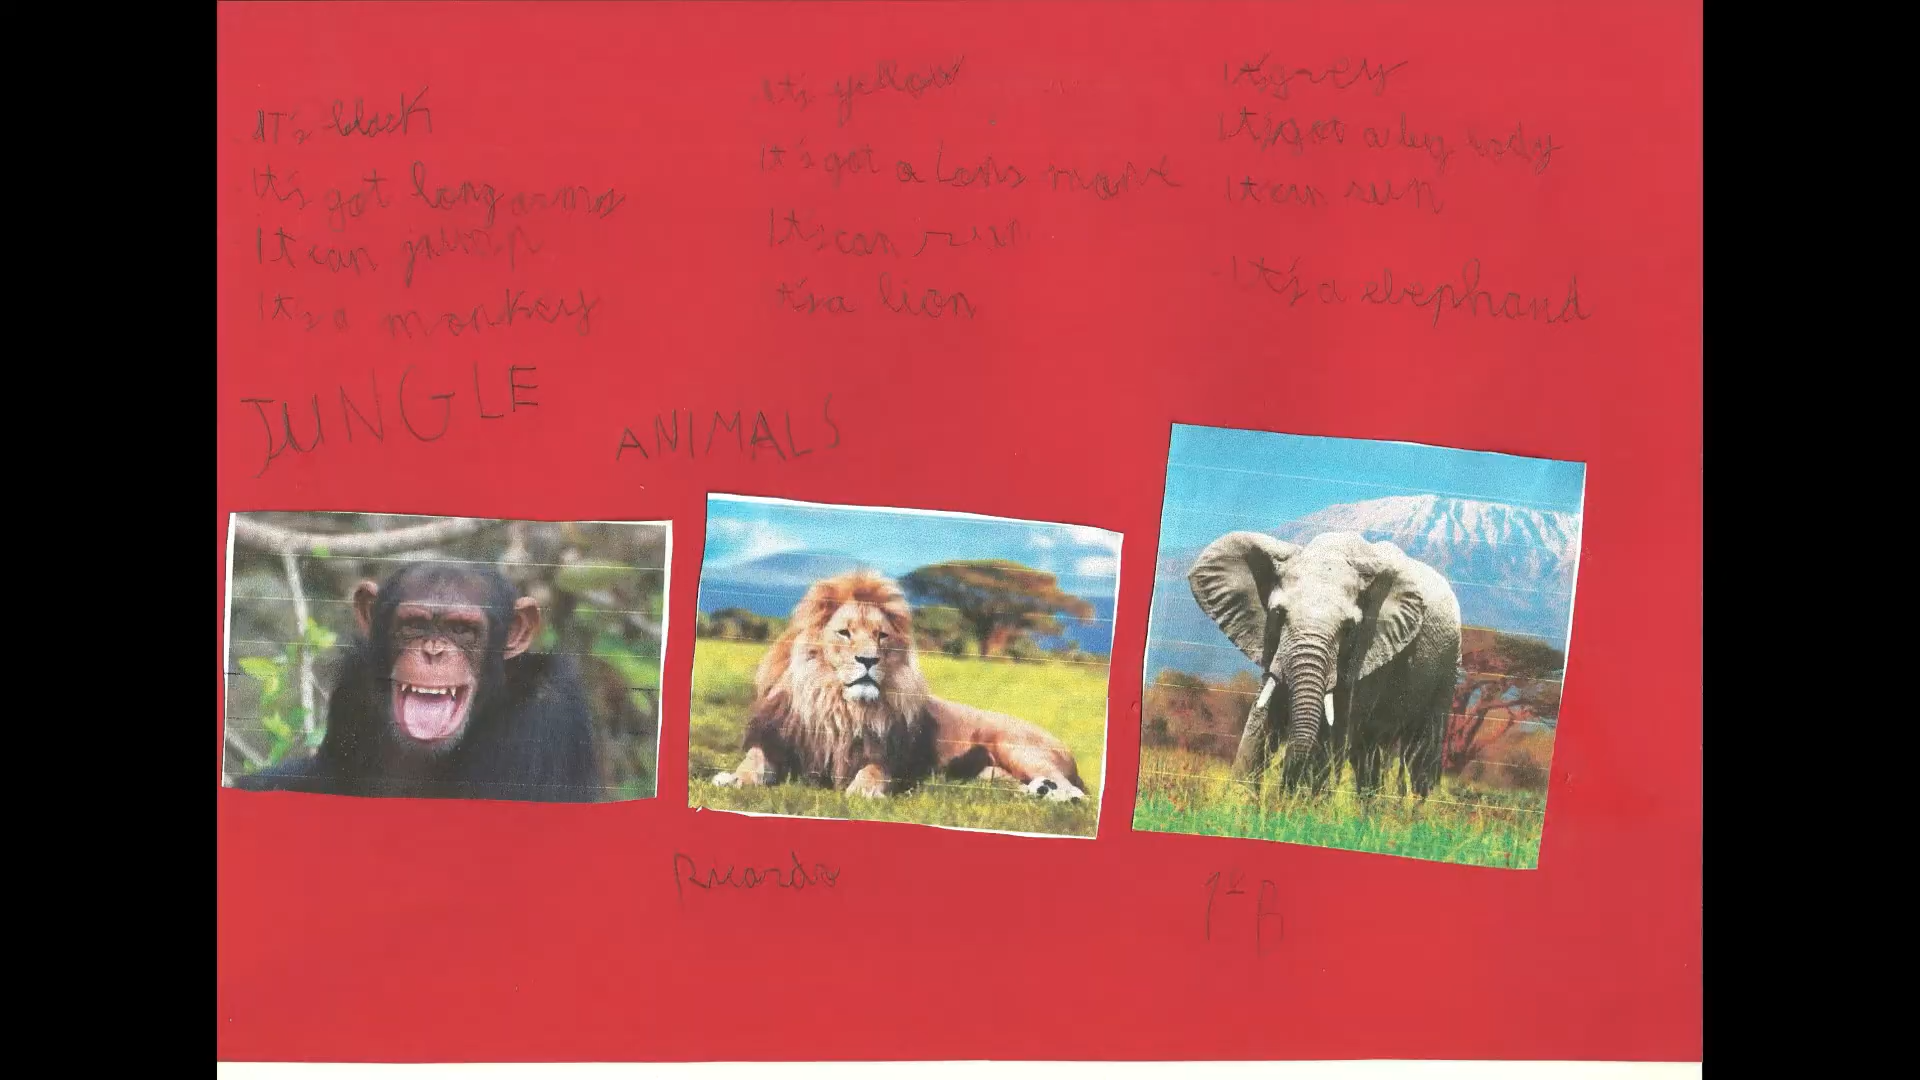 It's black
It's got long arms
It can jump
It's a monkey
It's yellow
It's got a long mane
It's can run
It's a lion
It's grey
It's got a big body
It can run
It's a elephand
JUNGLE ANIMALS
Ricardo
1º B